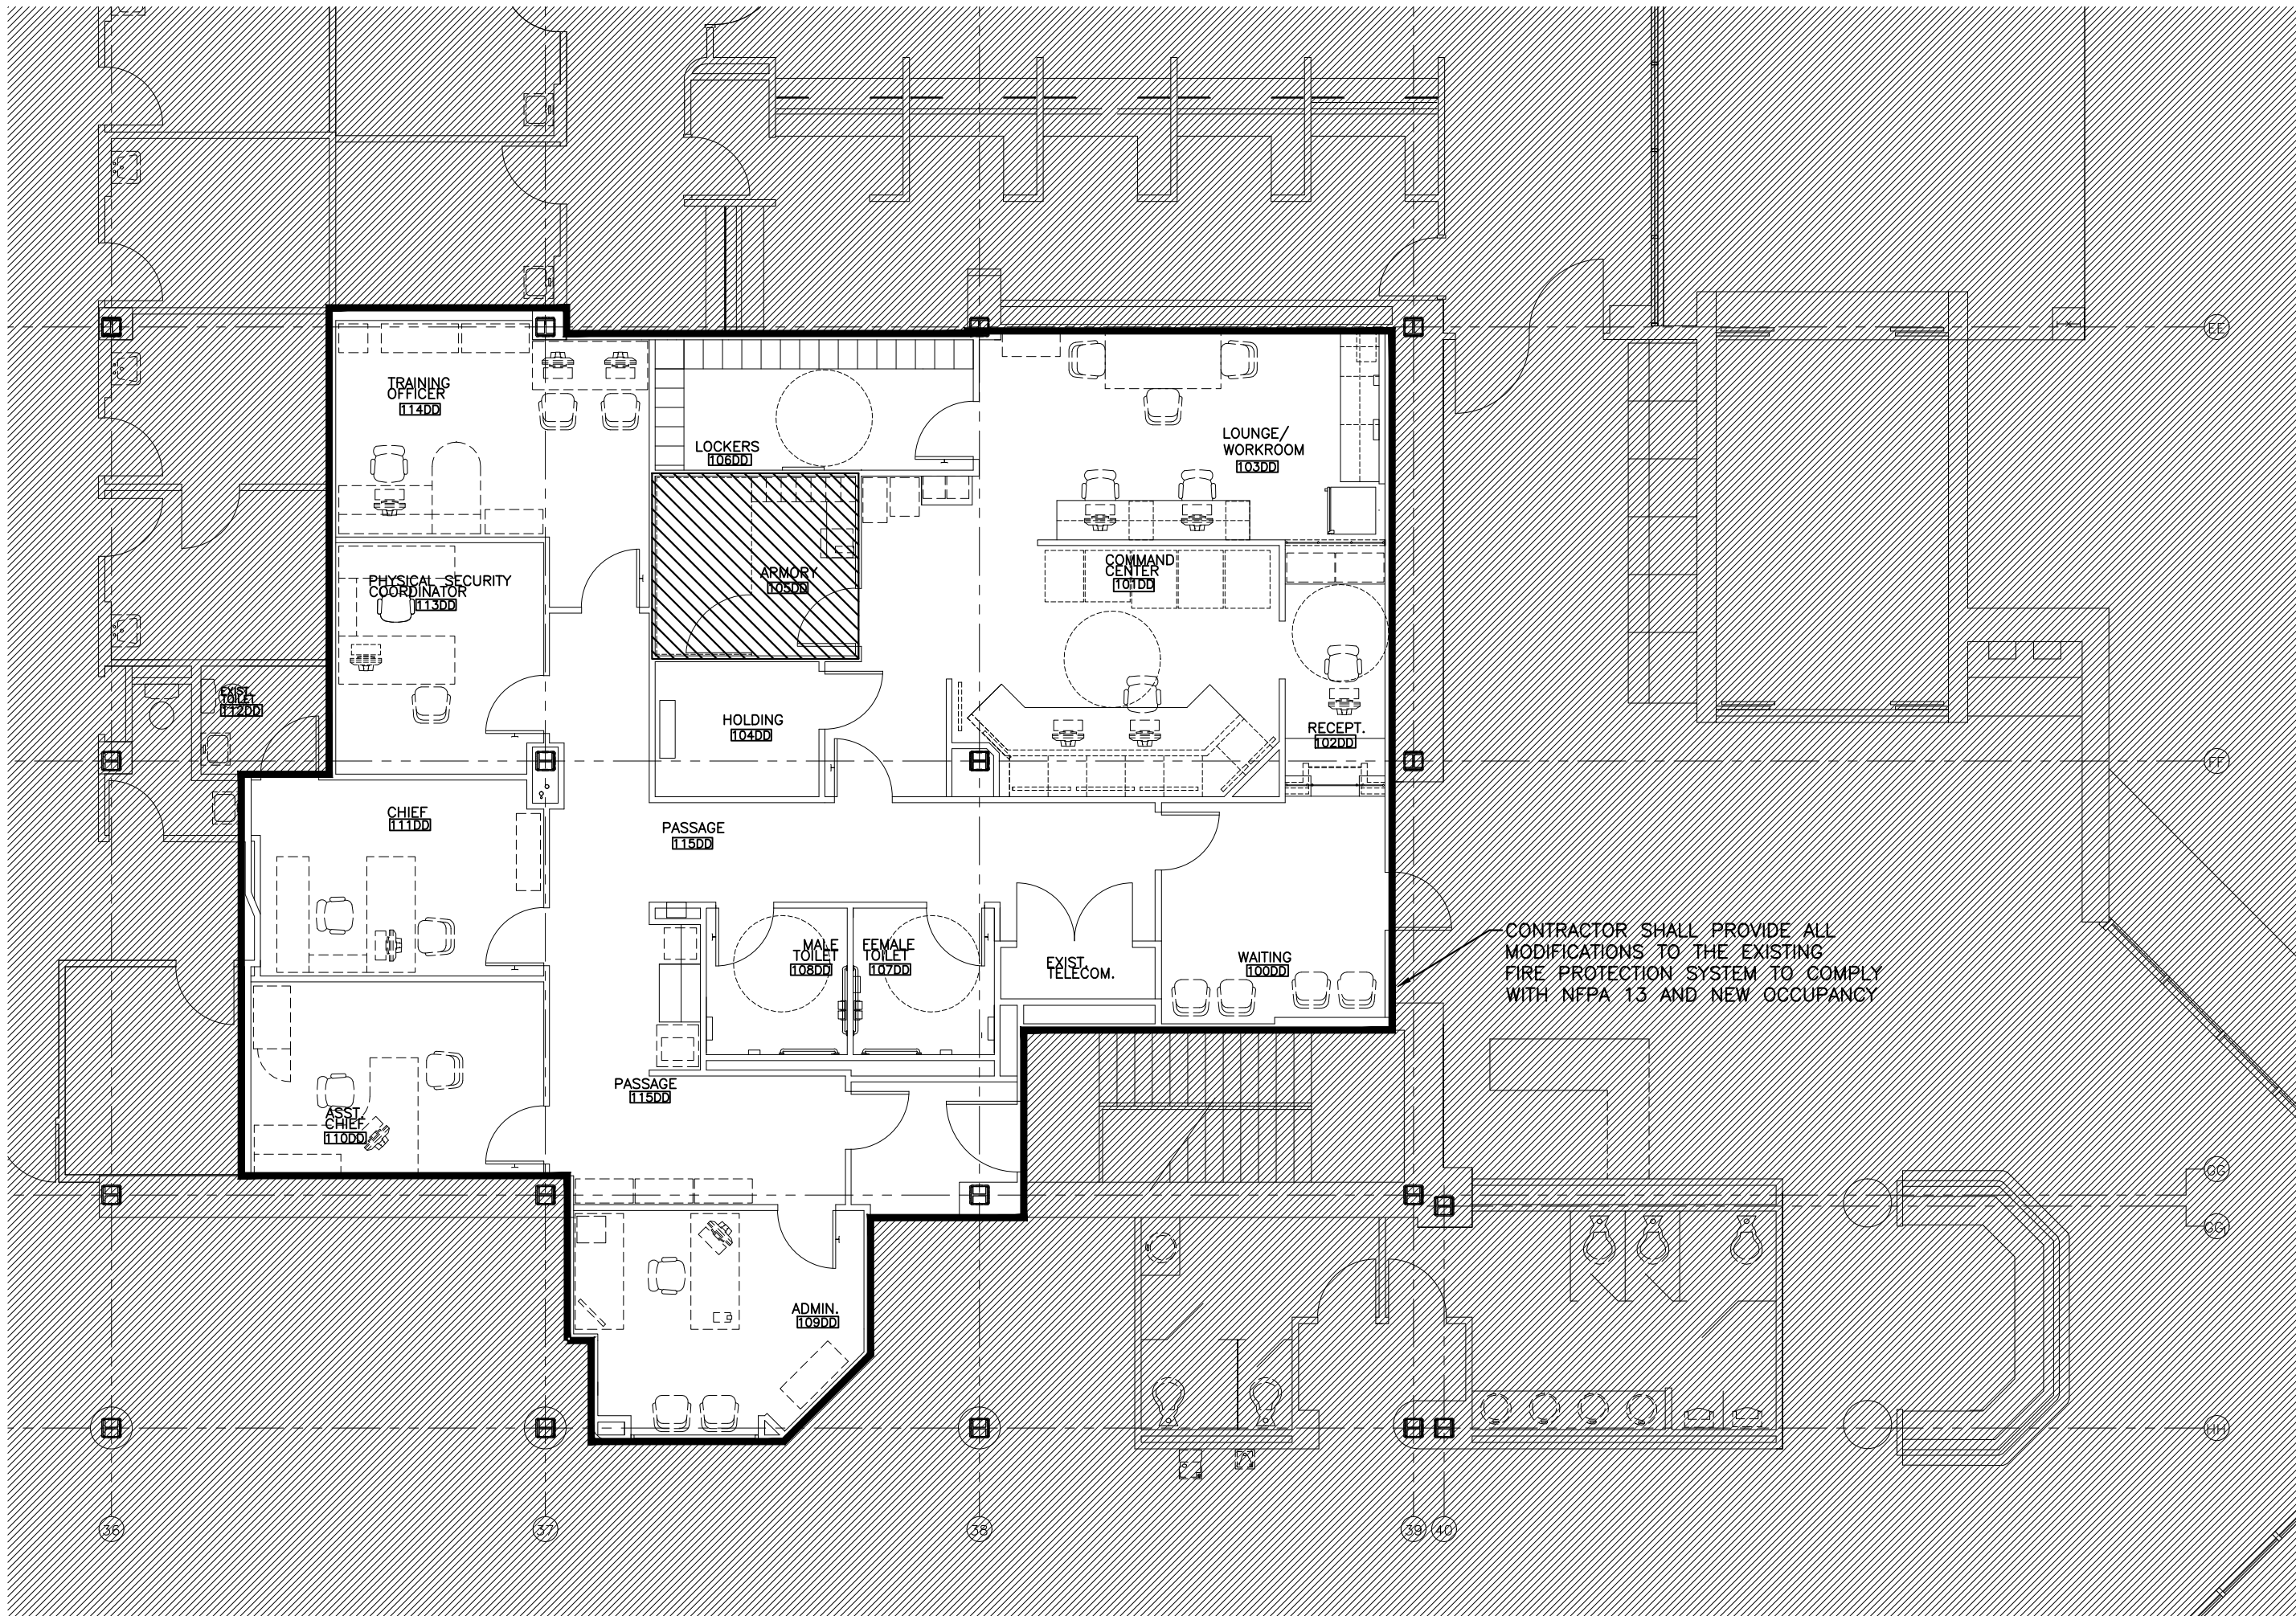 EE
TRAINING
OFFICER
114DD
LOCKERS
106DD
LOUNGE/
WORKROOM
103DD
PHYSICAL SECURITY
COORDINATOR
113DD
ARMORY
105DD
COMMAND
CENTER
101DD
EXIST.
TOILET
112DD
HOLDING
104DD
RECEPT.
102DD
FF
CHIEF
111DD
PASSAGE
115DD
MALE
TOILET
108DD
FEMALE
TOILET
107DD
EXIST.
TELECOM.
WAITING
100DD
CONTRACTOR SHALL PROVIDE ALL
MODIFICATIONS TO THE EXISTING
FIRE PROTECTION SYSTEM TO COMPLY
WITH NFPA 13 AND NEW OCCUPANCY
PASSAGE
115DD
ASST.
CHIEF
110DD
GG
GG
ADMIN.
109DD
HH
36
37
38
39
40